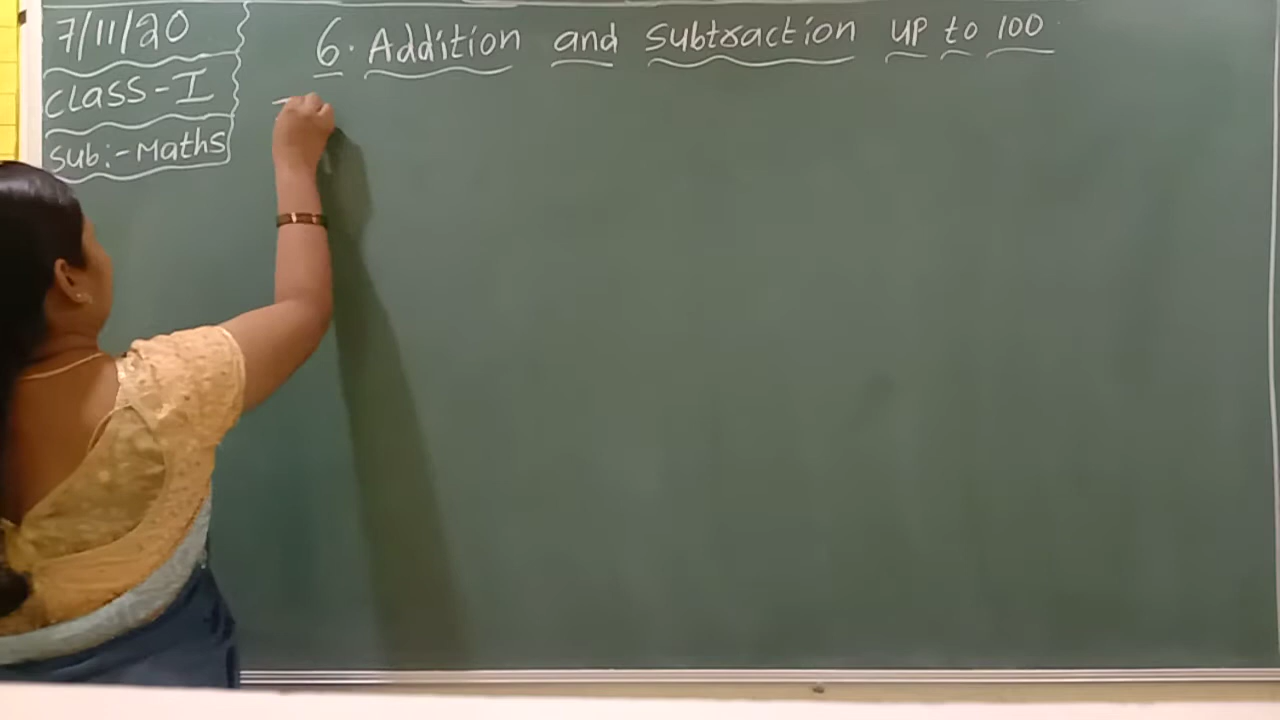 7/11/20
class-I
sub:-Maths
6. Addition and Subtraction up to 100